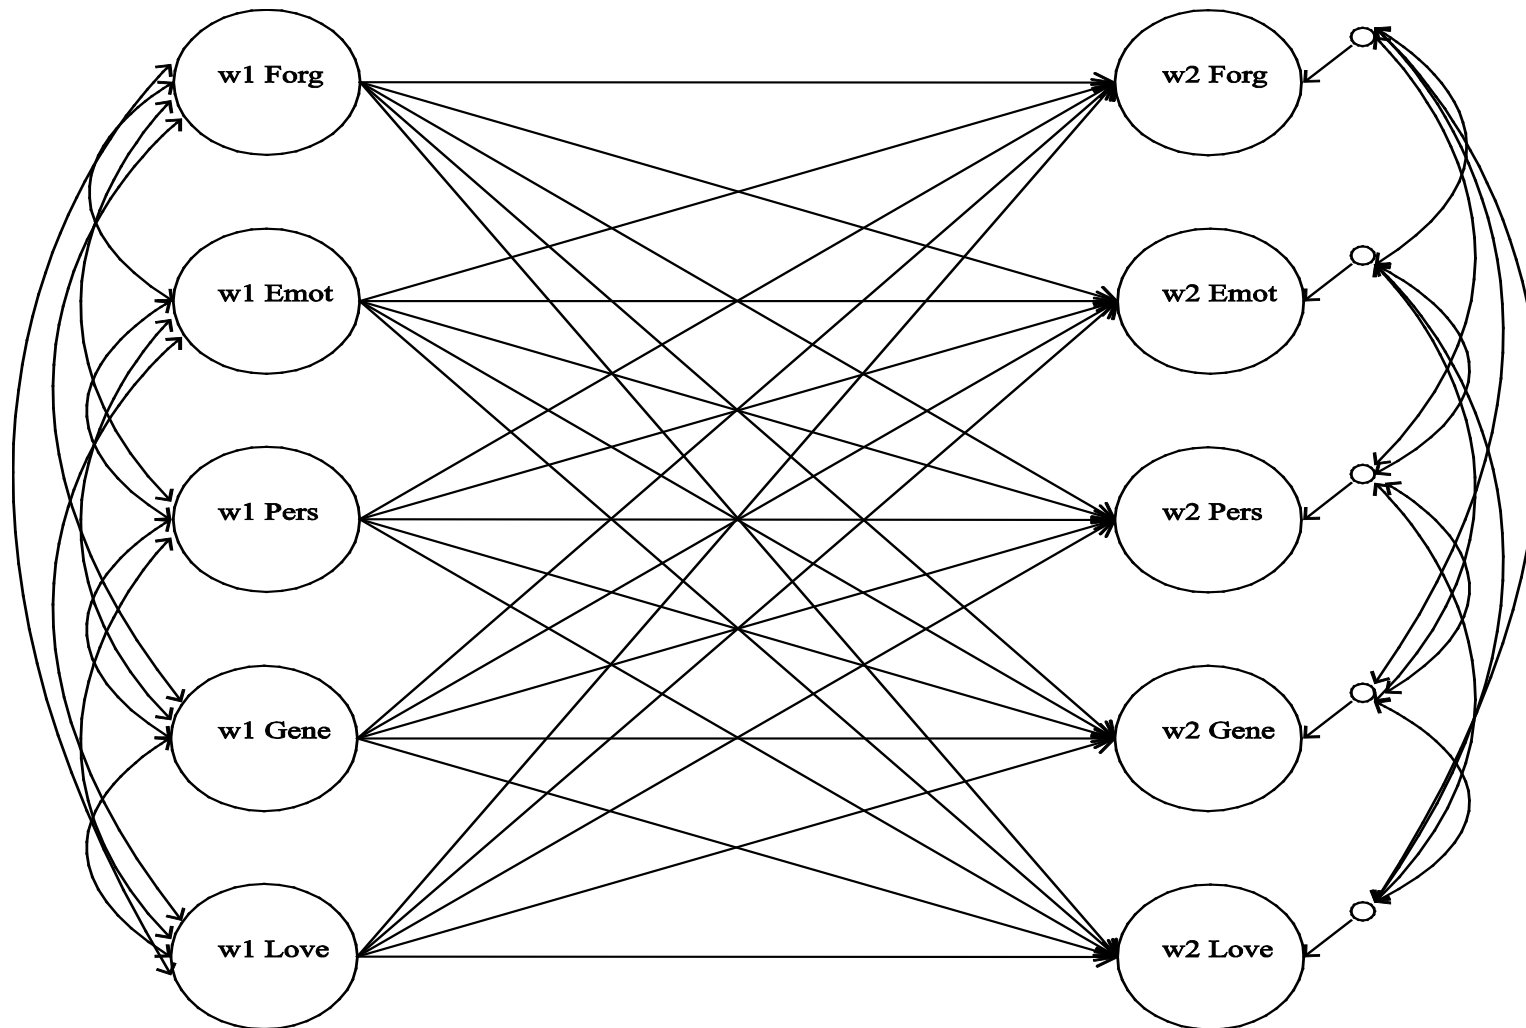 w1 Forg
w2 Forg
w1 Emot
w2 Emot
w1 Pers
w2 Pers
w1 Gene
w2 Gene
w1 Love
w2 Love